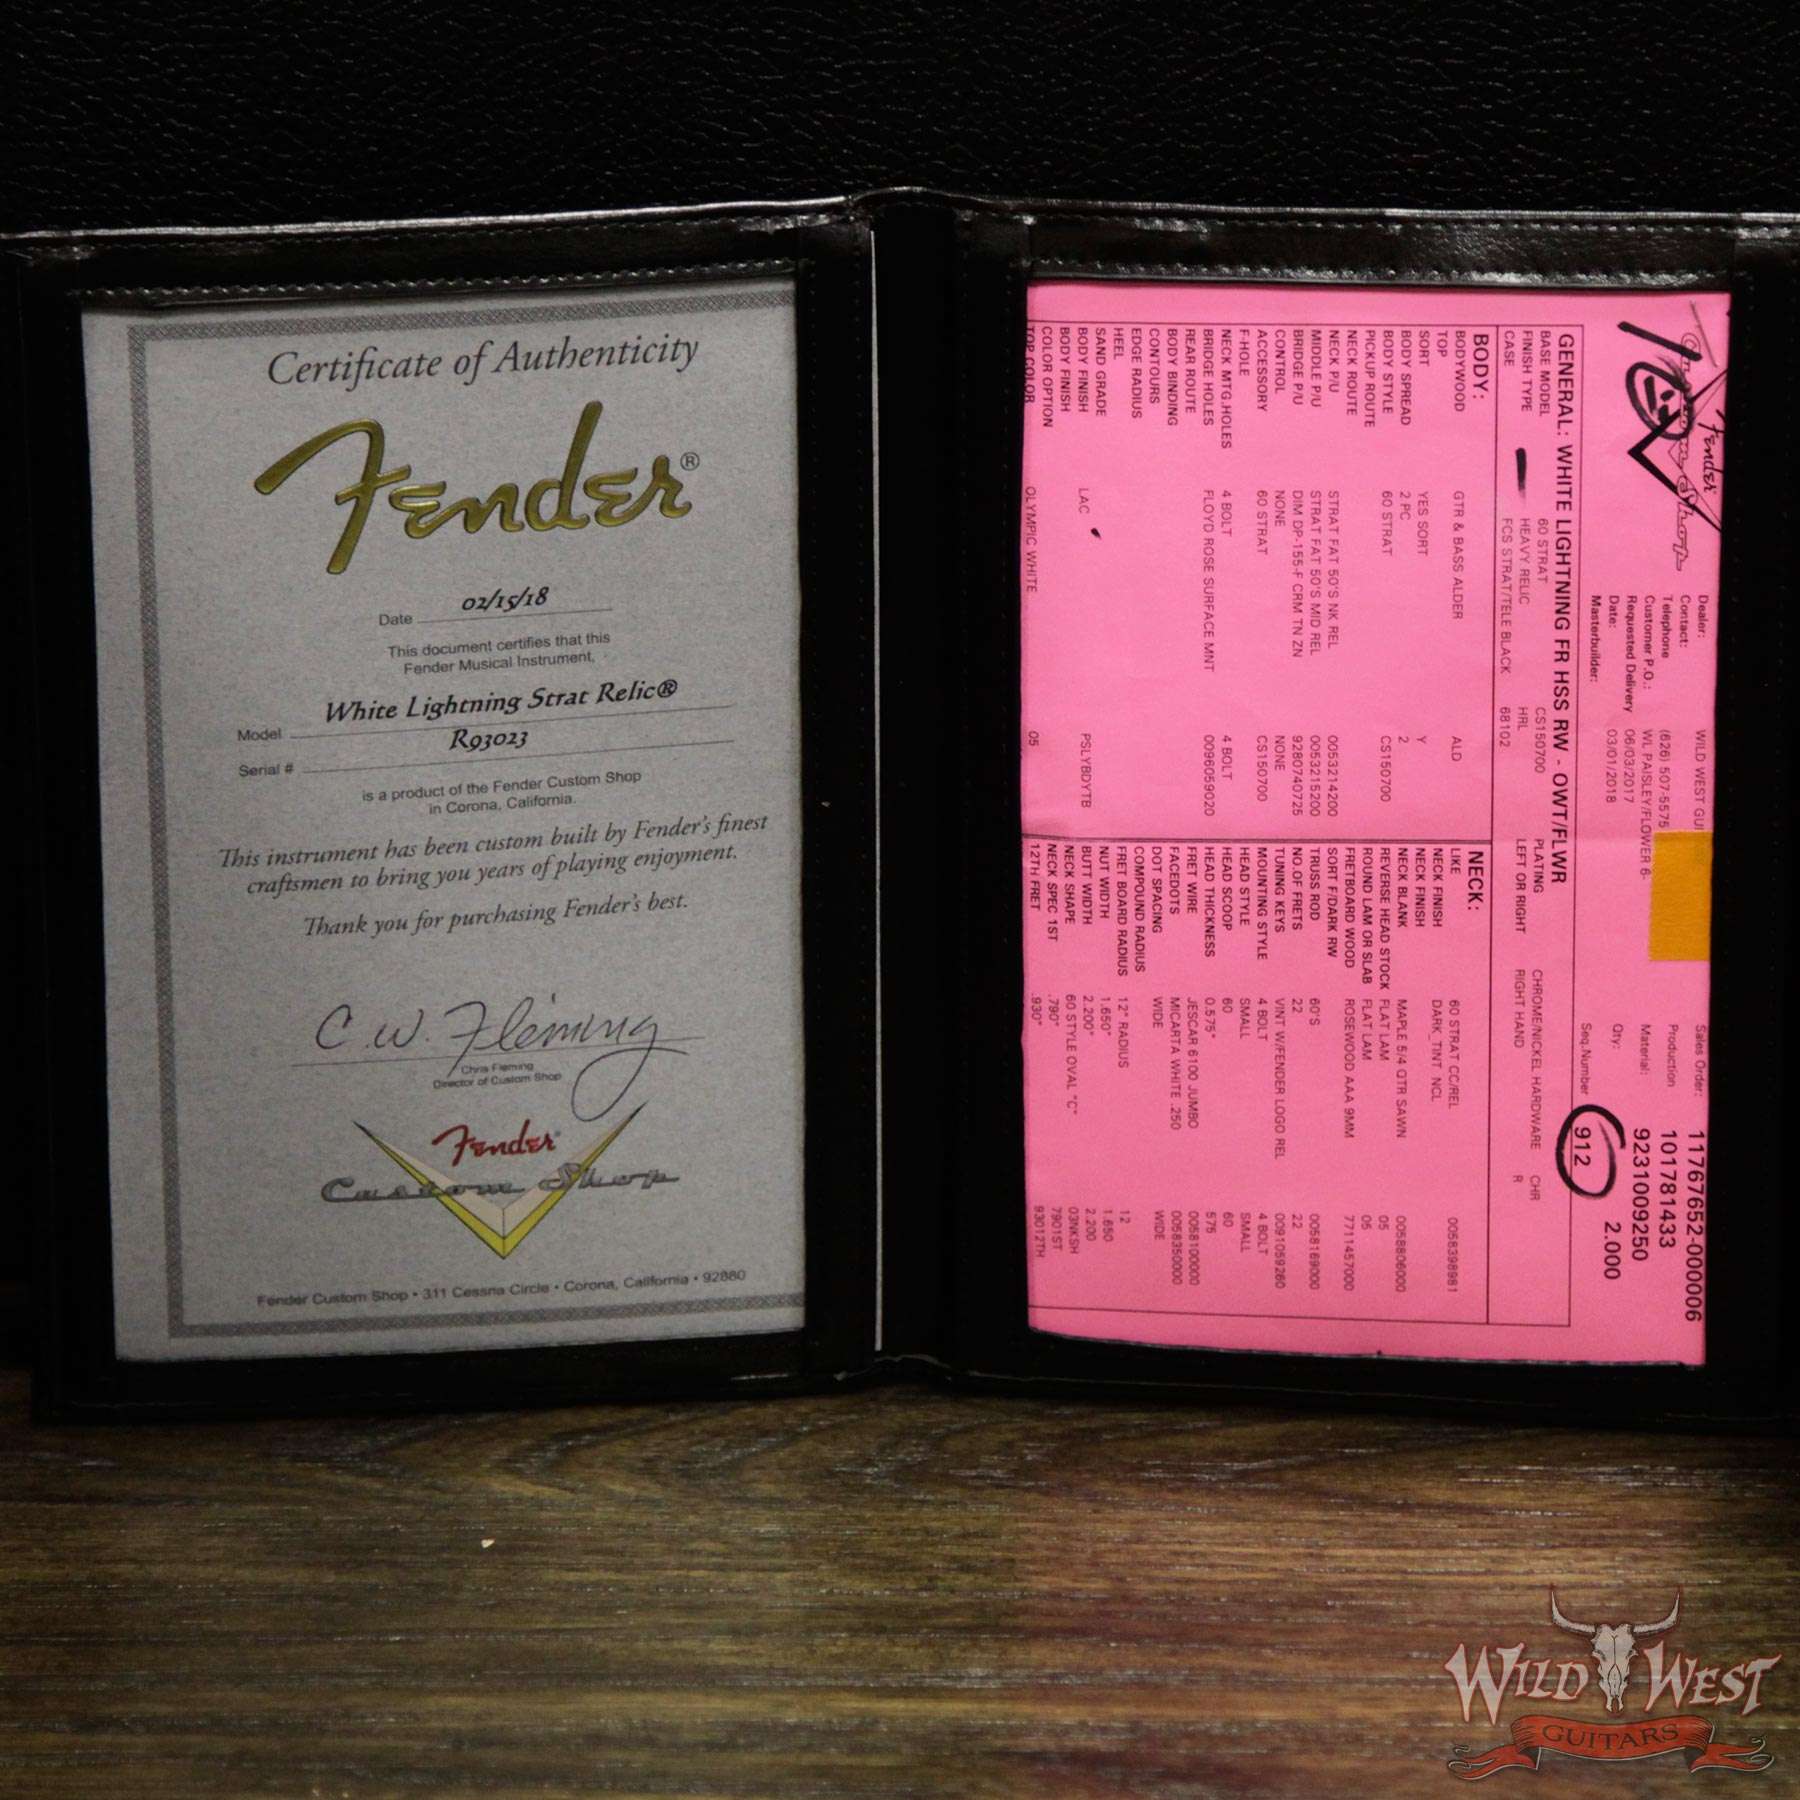 Certificate of Authenticity
Fender®
02/15/18
Date
This document certifies that this
Fender Musical Instrument,
White Lightning Strat Relic®
Model
R93023
Serial #
is a product of the Fender Custom Shop
in Corona, California.
This instrument has been custom built by Fender's finest
craftsmen to bring you years of playing enjoyment.
Thank you for purchasing Fender's best.
C. W. Fleming
Chris Fleming
Director of Custom Shop
Fender
Custom Shop
Fender Custom Shop • 311 Cessna Circle • Corona, California • 92880
Fender
Custom Shop
Dealer: WILD WEST GUI
Contact:
Telephone (626) 507-5575
Customer P.O.: WL PAISLEY/FLOWER 6-
Requested Delivery 06/03/2017
Date: 03/01/2018
Masterbuilder:
Sales Order: 11767652-000006
Production 101781433
Material: 9231009250
Qty: 2.000
Seq.Number 912
GENERAL: WHITE LIGHTNING FR HSS RW - OWT/FLWR
BASE MODEL 60 STRAT CS150700 PLATING CHROME/NICKEL HARDWARE CHR
FINISH TYPE HEAVY RELIC HRL LEFT OR RIGHT RIGHT HAND R
CASE FCS STRAT/TELE BLACK 68102
BODY:
BODYWOOD GTR & BASS ALDER ALD
TOP
SORT YES SORT Y
BODY SPREAD 2 PC 2
BODY STYLE 60 STRAT CS150700
PICKUP ROUTE
NECK ROUTE
NECK P/U STRAT FAT 50'S NK REL 0053214200
MIDDLE P/U STRAT FAT 50'S MID REL 0053215200
BRIDGE P/U DIM DP-155-F CRM TN ZN 9280740725
CONTROL NONE NONE
ACCESSORY 60 STRAT CS150700
F-HOLE
NECK MTG.HOLES 4 BOLT 4 BOLT
BRIDGE HOLES FLOYD ROSE SURFACE MNT 0096059020
REAR ROUTE
BODY BINDING
CONTOURS
EDGE RADIUS
HEEL
SAND GRADE
BODY FINISH LAC PSLYBDYTB
BODY FINISH
COLOR OPTION
TOP COLOR OLYMPIC WHITE 05
NECK:
LIKE 60 STRAT CC/REL 0058398981
NECK FINISH DARK_TINT NCL
NECK FINISH
NECK BLANK MAPLE 5/4 QTR SAWN 0058806000
REVERSE HEAD STOCK FLAT LAM 05
ROUND LAM OR SLAB FLAT LAM 05
FRETBOARD WOOD ROSEWOOD AAA 9MM 7711457000
SORT F/DARK RW
TRUSS ROD 60'S 0058169000
NO.OF FRETS 22 22
TUNING KEYS VINT W/FENDER LOGO REL 0091059260
MOUNTING STYLE 4 BOLT 4 BOLT
HEAD STYLE SMALL SMALL
HEAD SCOOP 60 60
HEAD THICKNESS 0.575" 575
FRET WIRE JESCAR 6100 JUMBO 0058100000
FACEDOTS MICARTA WHITE .250 0058350000
DOT SPACING WIDE WIDE
COMPOUND RADIUS
FRET BOARD RADIUS 12" RADIUS 12
NUT WIDTH 1.650" 1.650
BUTT WIDTH 2.200" 2.200
NECK SHAPE 60 STYLE OVAL "C" 03NKSH
NECK SPEC 1ST .790" 7901ST
12TH FRET .930" 93012TH
WILD WEST
GUITARS